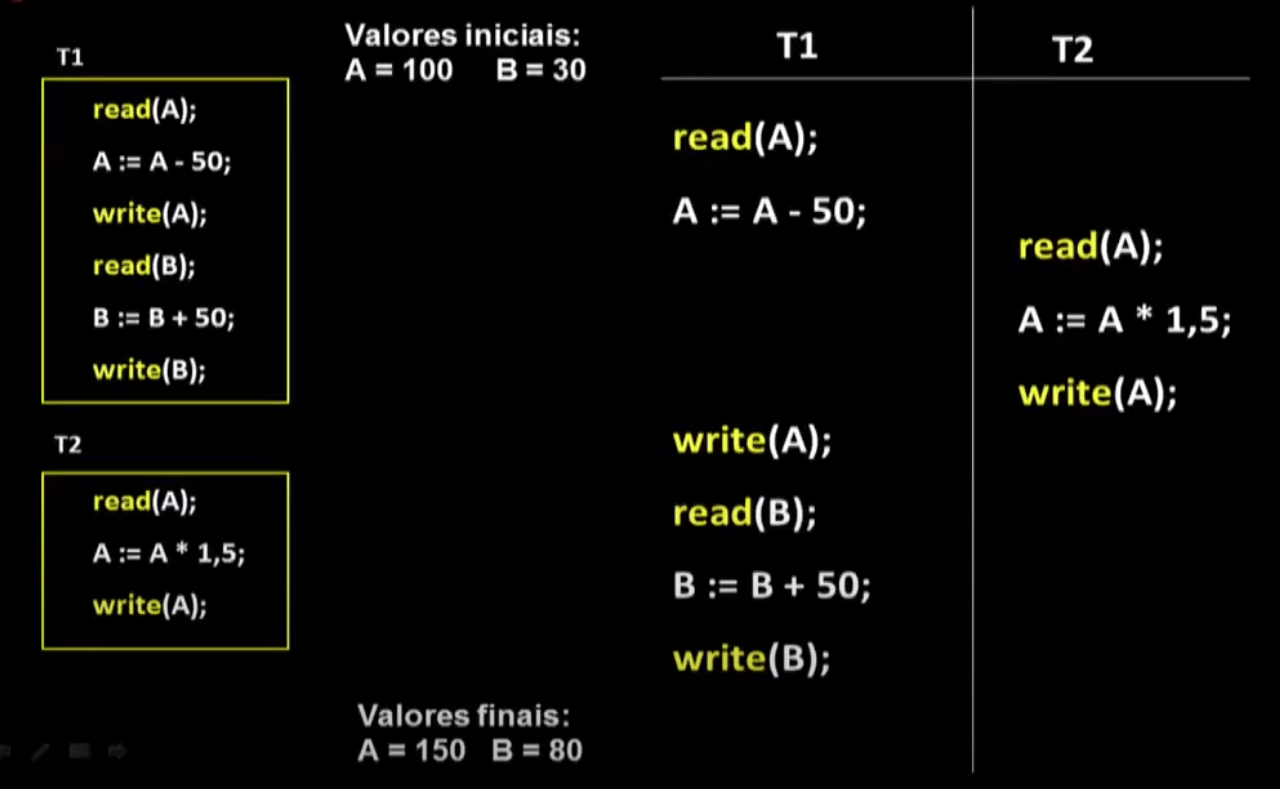 T1
read(A);
A := A - 50;
write(A);
read(B);
B := B + 50;
write(B);
T2
read(A);
A := A * 1,5;
write(A);
Valores iniciais:
A = 100 B = 30
Valores finais:
A = 150 B = 80
T1
read(A);
A := A - 50;
write(A);
read(B);
B := B + 50;
write(B);
T2
read(A);
A := A * 1,5;
write(A);